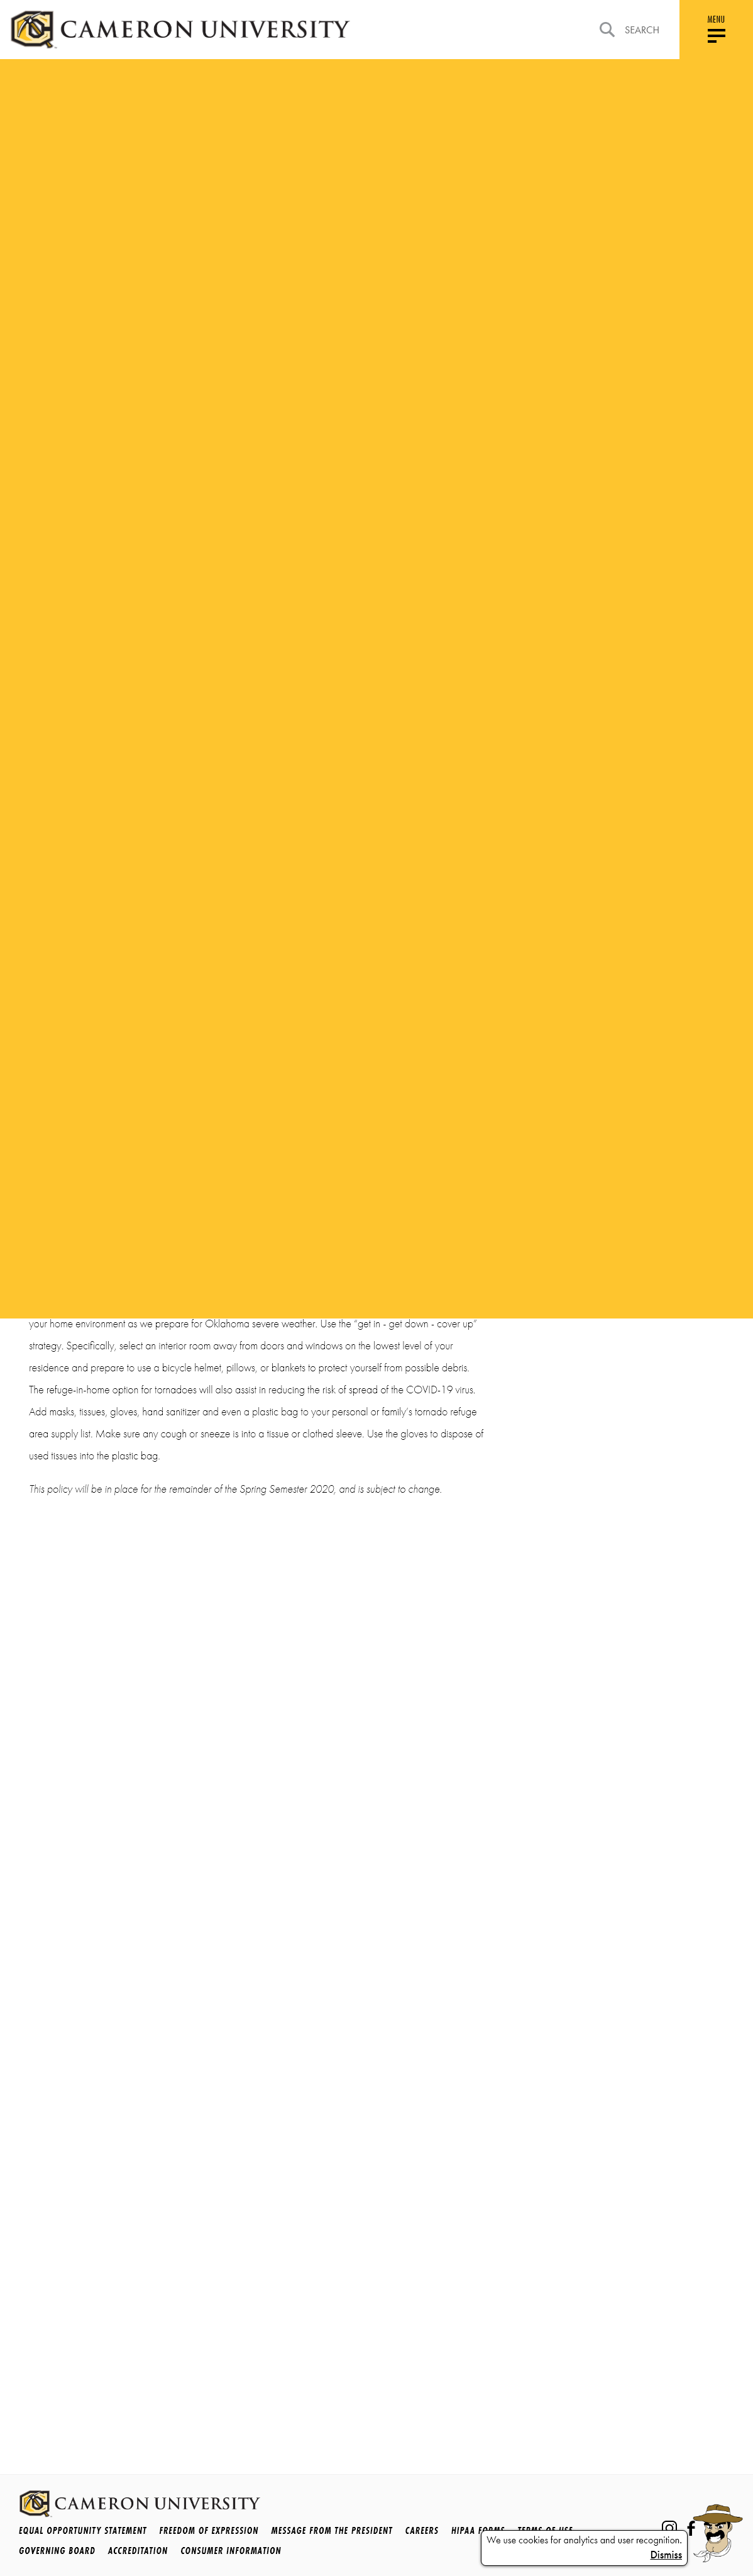 CAMERON UNIVERSITY
SEARCH
MENU
your home environment as we prepare for Oklahoma severe weather. Use the “get in - get down - cover up”
strategy. Specifically, select an interior room away from doors and windows on the lowest level of your
residence and prepare to use a bicycle helmet, pillows, or blankets to protect yourself from possible debris.
The refuge-in-home option for tornadoes will also assist in reducing the risk of spread of the COVID-19 virus.
Add masks, tissues, gloves, hand sanitizer and even a plastic bag to your personal or family’s tornado refuge
area supply list. Make sure any cough or sneeze is into a tissue or clothed sleeve. Use the gloves to dispose of
used tissues into the plastic bag.
This policy will be in place for the remainder of the Spring Semester 2020, and is subject to change.
CAMERON UNIVERSITY
EQUAL OPPORTUNITY STATEMENT FREEDOM OF EXPRESSION MESSAGE FROM THE PRESIDENT CAREERS HIPAA FORMS TERMS OF USE
GOVERNING BOARD ACCREDITATION CONSUMER INFORMATION
We use cookies for analytics and user recognition.
Dismiss